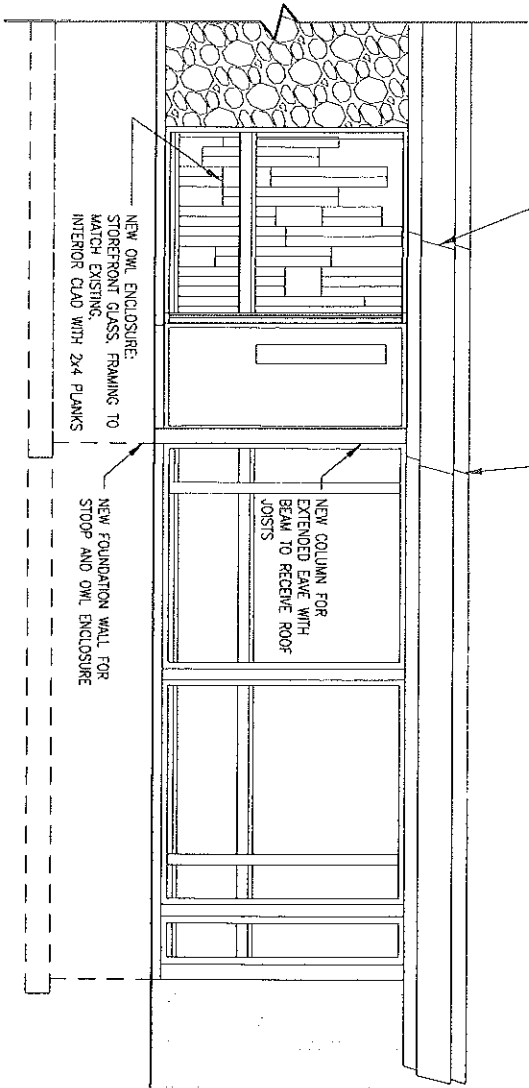 NEW OWL ENCLOSURE:
STOREFRONT GLASS, FRAMING TO
MATCH EXISTING.
INTERIOR CLAD WITH 2x4 PLANKS
NEW COLUMN FOR
EXTENDED EAVE WITH
BEAM TO RECEIVE ROOF
JOISTS
NEW FOUNDATION WALL FOR
STOOP AND OWL ENCLOSURE